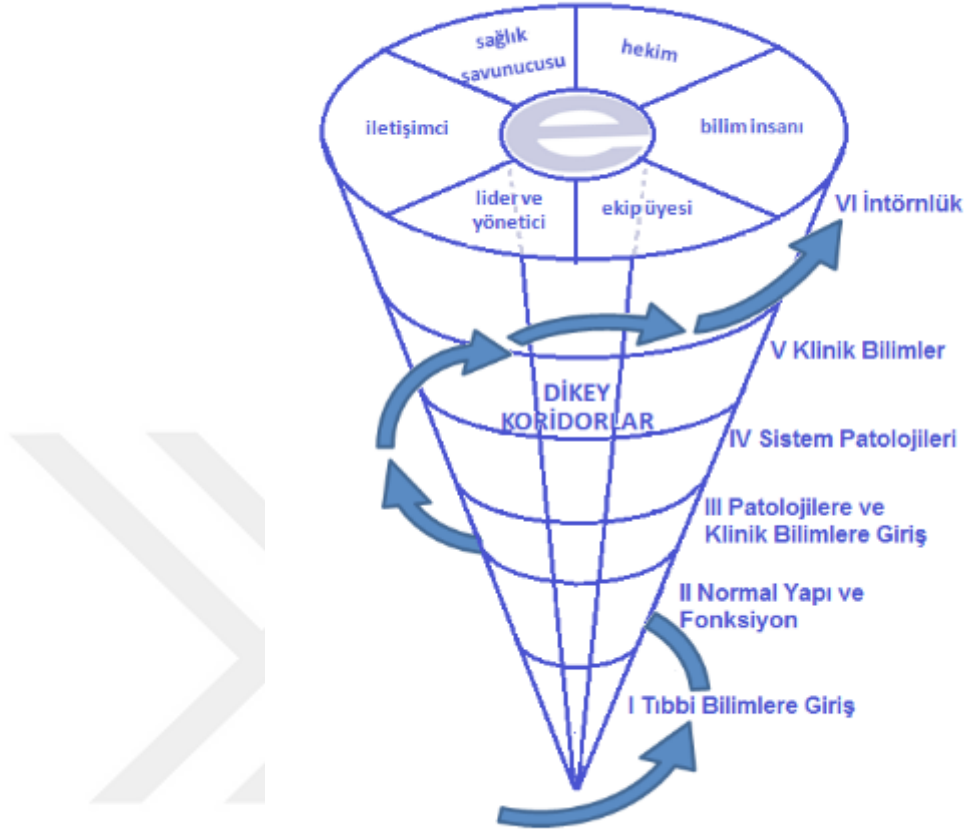 sağlık
savunucusu
hekim
iletişimci
e
bilim insanı
lider ve
yönetici
ekip üyesi
VI İntörnlük
V Klinik Bilimler
DİKEY
KORİDORLAR
IV Sistem Patolojileri
III Patolojilere ve
Klinik Bilimlere Giriş
II Normal Yapı ve
Fonksiyon
I Tıbbi Bilimlere Giriş